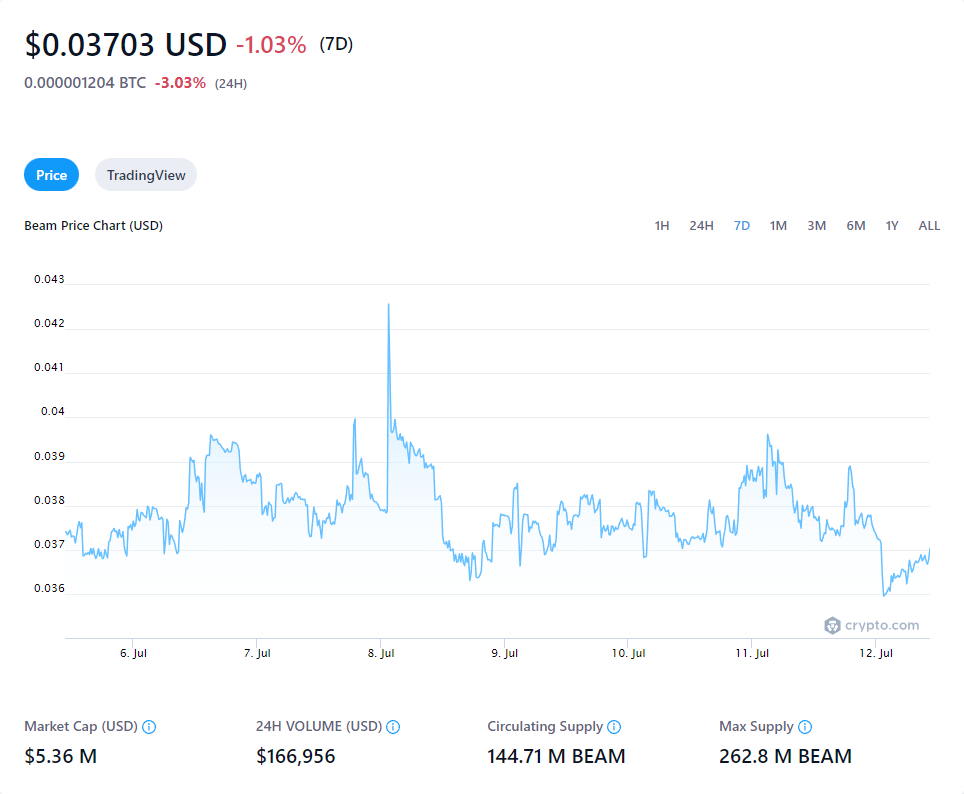 $0.03703 USD -1.03% (7D)
0.000001204 BTC -3.03% (24H)
Price TradingView
Beam Price Chart (USD) 1H 24H 7D 1M 3M 6M 1Y ALL
0.043
0.042
0.041
0.04
0.039
0.038
0.037
0.036
crypto.com
6. Jul 7. Jul 8. Jul 9. Jul 10. Jul 11. Jul 12. Jul
Market Cap (USD) 24H VOLUME (USD) Circulating Supply Max Supply
$5.36 M $166,956 144.71 M BEAM 262.8 M BEAM